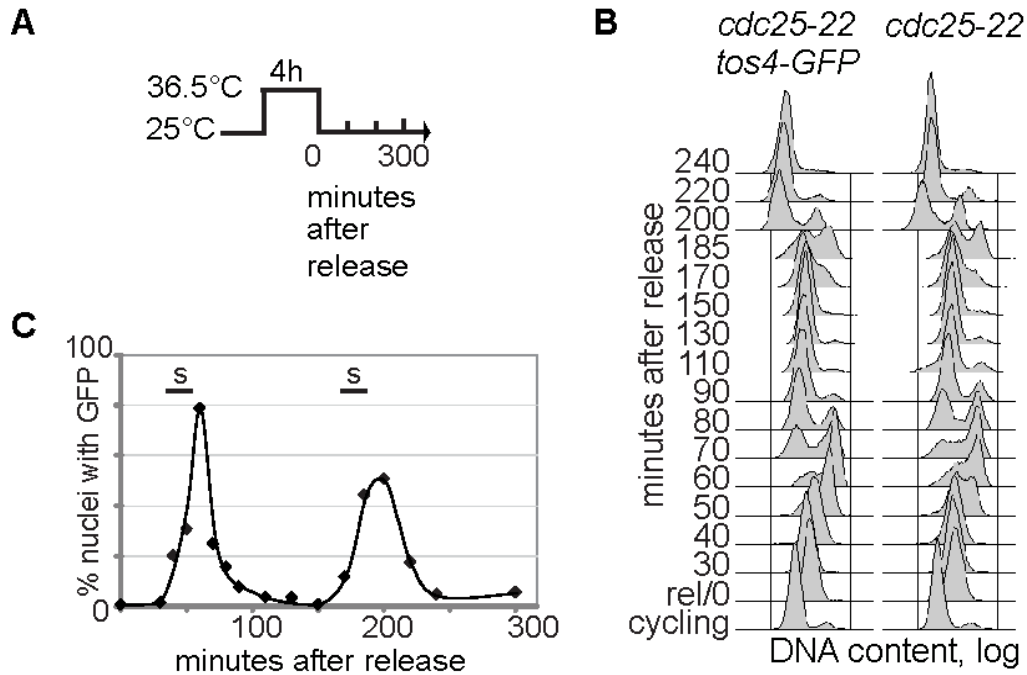 A
36.5°C
4h
25°C
0
300
minutes
after
release
B
cdc25-22
tos4-GFP
cdc25-22
minutes after release
240
220
200
185
170
150
130
110
90
80
70
60
50
40
30
rel/0
cycling
DNA content, log
C
% nuclei with GFP
100
0
s
s
100
200
300
minutes after release